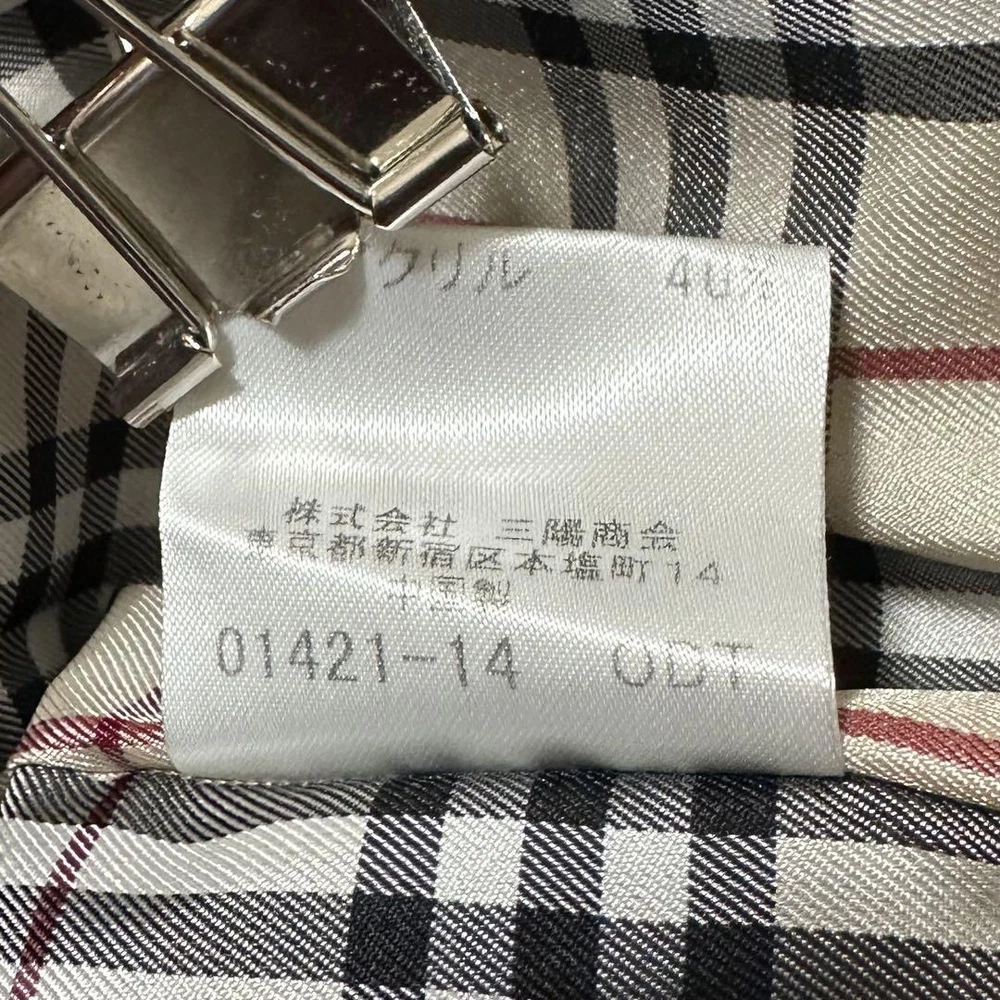 クリル 40%
株式会社 三陽商会
東京都新宿区本塩町14
中国製
01421-14 ODT